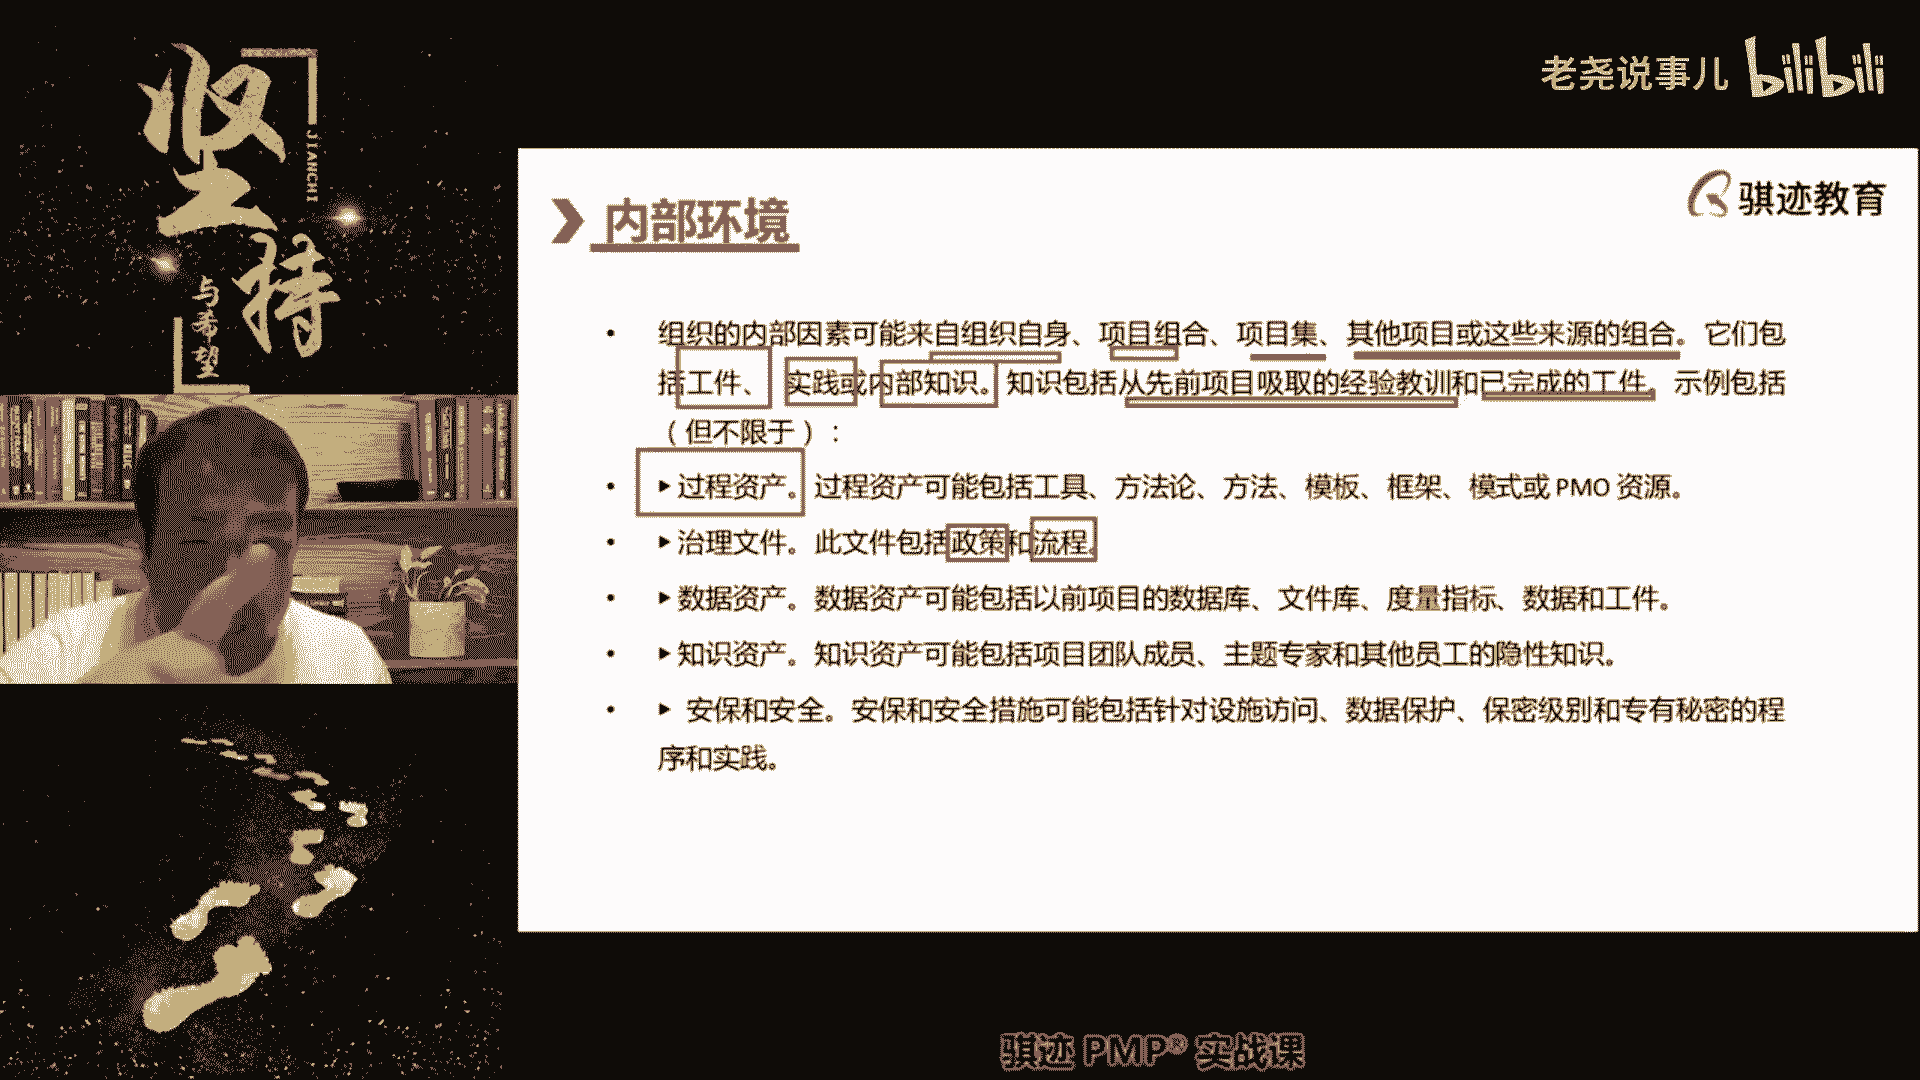 坚持
JIANCHI
与希望
老尧说事儿 bilibili
骐迹教育
内部环境
• 组织的内部因素可能来自组织自身、项目组合、项目集、其他项目或这些来源的组合。它们包
括工件、实践或内部知识。知识包括从先前项目吸取的经验教训和已完成的工件。示例包括
（但不限于）：
• ▶过程资产。过程资产可能包括工具、方法论、方法、模板、框架、模式或 PMO 资源。
• ▶治理文件。此文件包括政策和流程。
• ▶数据资产。数据资产可能包括以前项目的数据库、文件库、度量指标、数据和工件。
• ▶知识资产。知识资产可能包括项目团队成员、主题专家和其他员工的隐性知识。
• ▶ 安保和安全。安保和安全措施可能包括针对设施访问、数据保护、保密级别和专有秘密的程
序和实践。
骐迹 PMP® 实战课